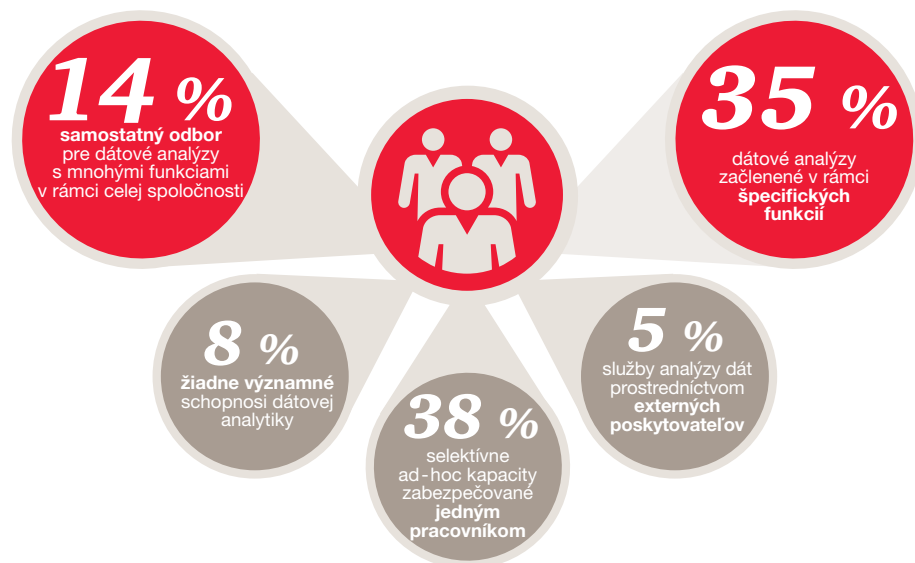 14 %
samostatný odbor
pre dátové analýzy
s mnohými funkciami
v rámci celej spoločnosti
35 %
dátové analýzy
začlenené v rámci
špecifických
funkcií
8 %
žiadne významné
schopnosi dátovej
analytiky
38 %
selektívne
ad-hoc kapacity
zabezpečované
jedným
pracovníkom
5 %
služby analýzy dát
prostredníctvom
externých
poskytovateľov